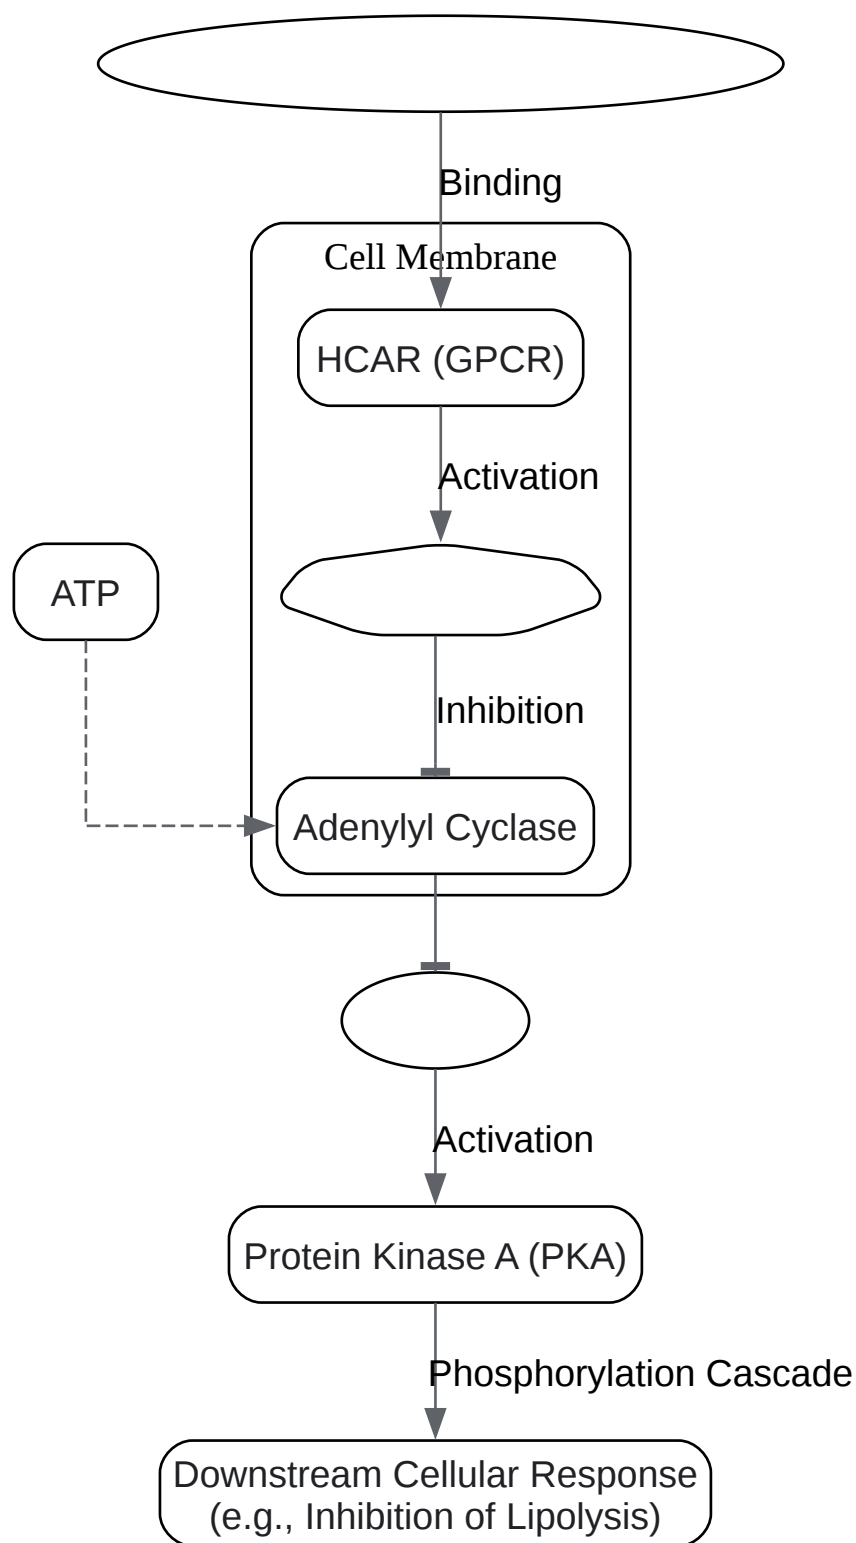 Binding
Cell Membrane
HCAR (GPCR)
Activation
ATP
Inhibition
Adenylyl Cyclase
Activation
Protein Kinase A (PKA)
Phosphorylation Cascade
Downstream Cellular Response
(e.g., Inhibition of Lipolysis)